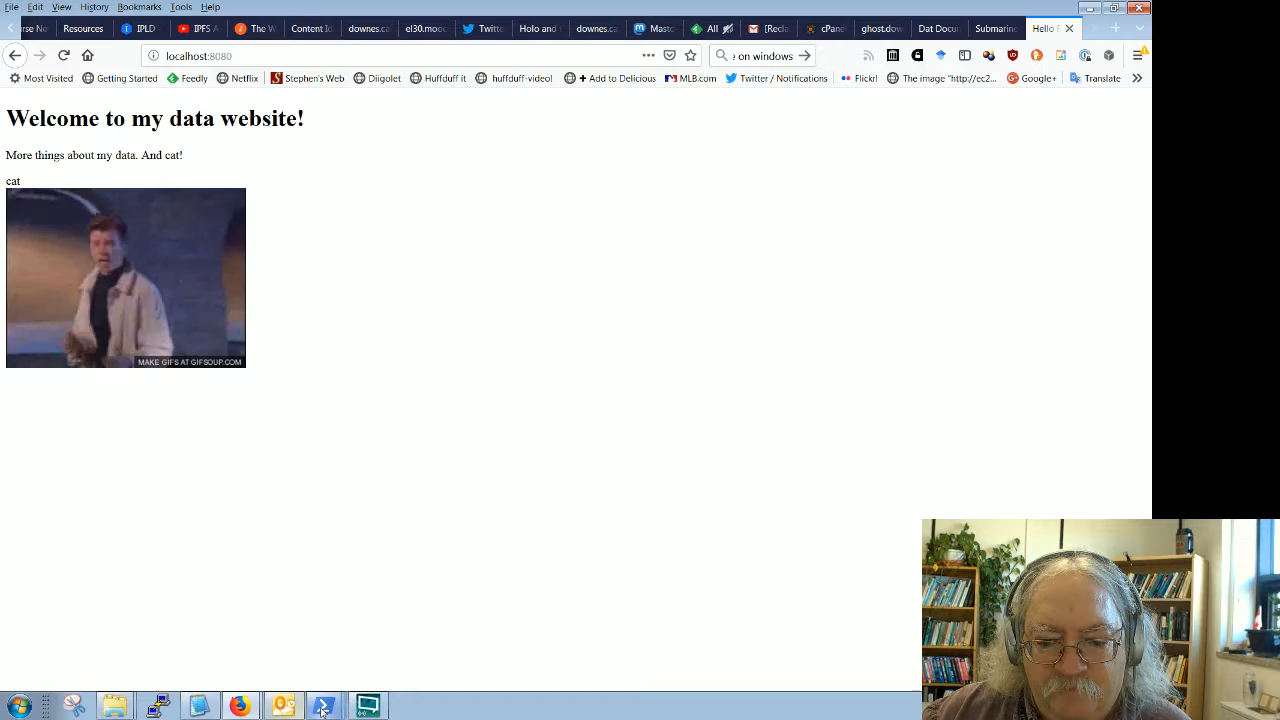 File Edit View History Bookmarks Tools Help
rse Ne Resources IPLD - IPFS A The W Content I downes.c el30.mooc Twitte Holo and downes.ca Masto All [Recla cPane ghost.dow Dat Docu Submarine Hello
localhost:8080 e on windows
Most Visited Getting Started Feedly Netflix Stephen's Web Diigolet Huffduff it huffduff-video! + Add to Delicious MLB.com Twitter / Notifications Flickr! The image "http://ec2... Google+ Translate
Welcome to my data website!
More things about my data. And cat!
cat
MAKE GIFS AT GIFSOUP.COM